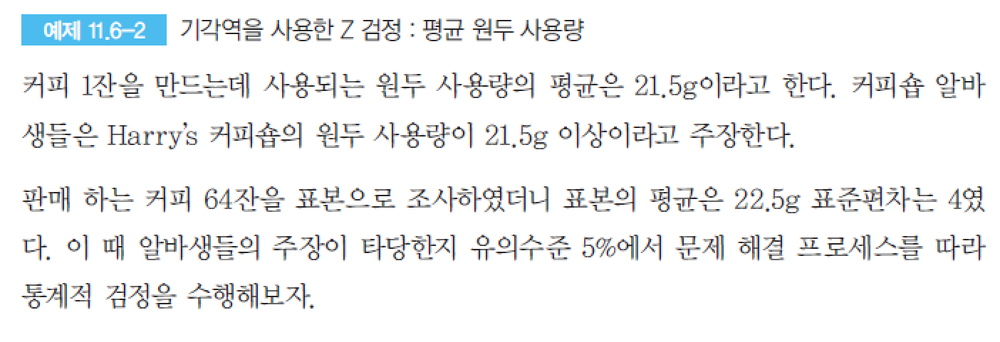 예제 11.6-2 기각역을 사용한 Z 검정 : 평균 원두 사용량
커피 1잔을 만드는데 사용되는 원두 사용량의 평균은 21.5g이라고 한다. 커피숍 알바
생들은 Harry's 커피숍의 원두 사용량이 21.5g 이상이라고 주장한다.
판매 하는 커피 64잔을 표본으로 조사하였더니 표본의 평균은 22.5g 표준편차는 4였
다. 이 때 알바생들의 주장이 타당한지 유의수준 5%에서 문제 해결 프로세스를 따라
통계적 검정을 수행해보자.